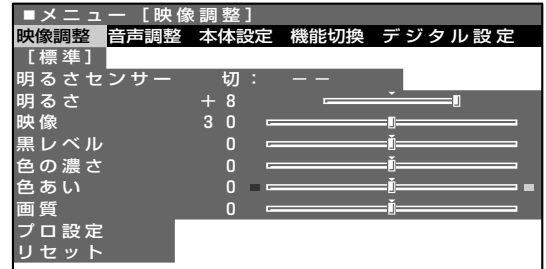 ■メニュー［映像調整］
映像調整 音声調整 本体設定 機能切換 デジタル設定
［標準］
明るさセンサー 切： －－
明るさ ＋８
映像 ３０
黒レベル ０
色の濃さ ０
色あい ０
画質 ０
プロ設定
リセット